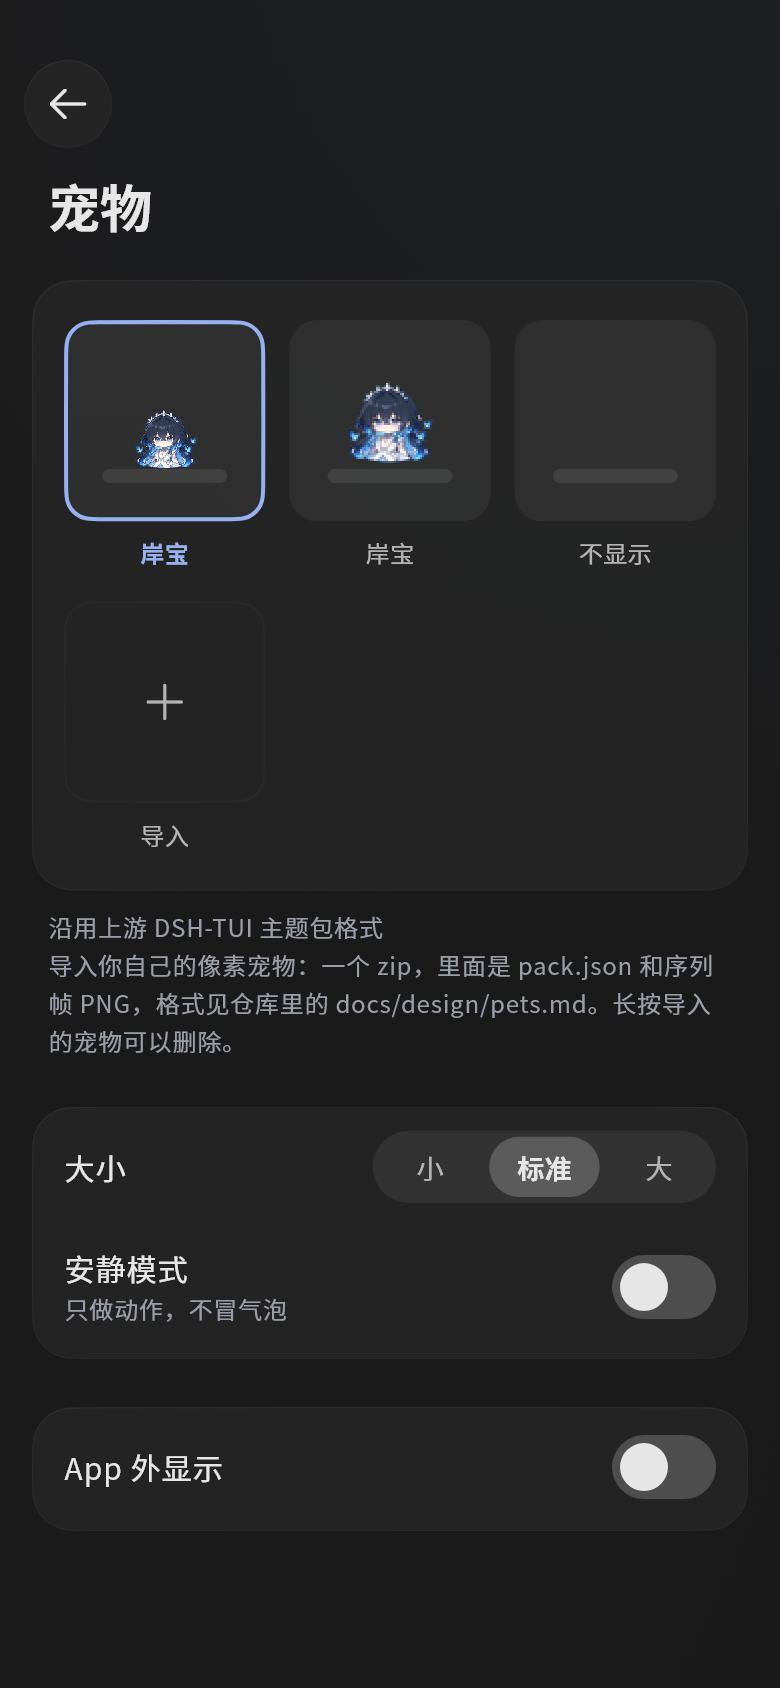 宠物
岸宝
岸宝
不显示
导入
沿用上游 DSH-TUI 主题包格式
导入你自己的像素宠物：一个 zip，里面是 pack.json 和序列
帧 PNG，格式见仓库里的 docs/design/pets.md。长按导入
的宠物可以删除。
大小
小
标准
大
安静模式
只做动作，不冒气泡
App 外显示